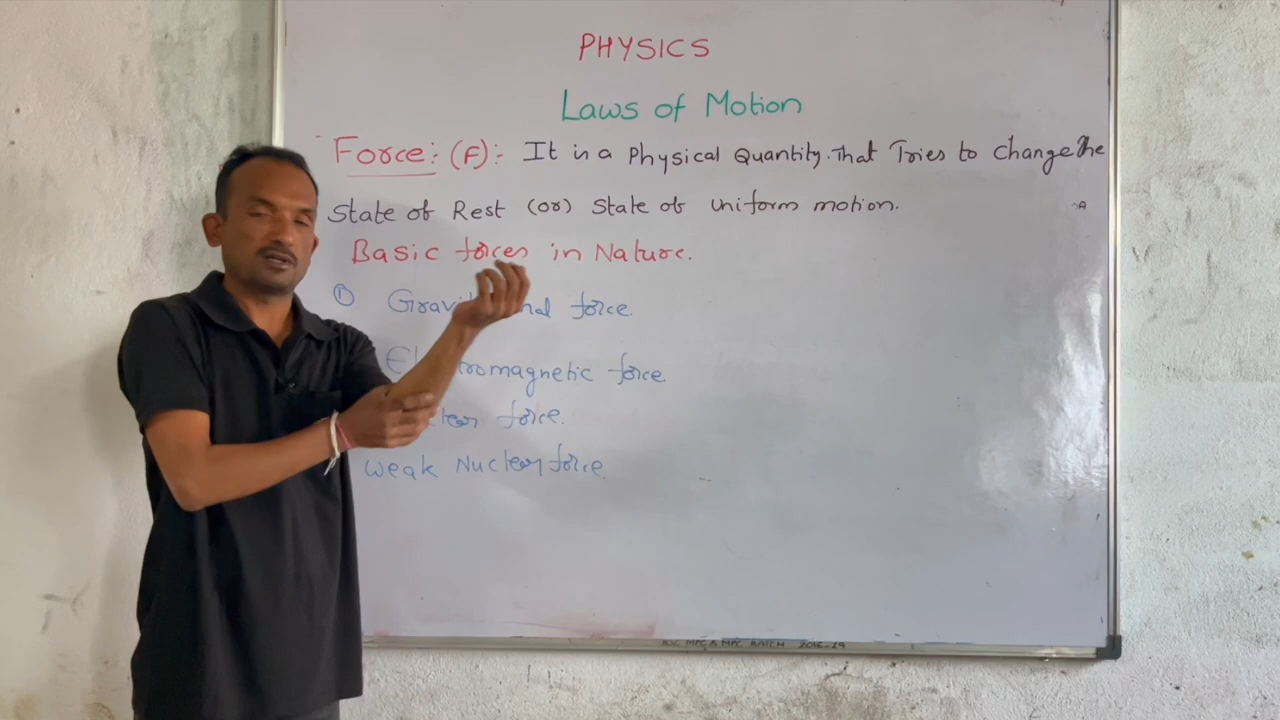 PHYSICS
Laws of Motion
Force: (F):- It is a Physical Quantity. That Tries to change the
State of Rest (or) State of uniform motion.
Basic forces in Nature.
① force
force
force.
Weak Nuclear force